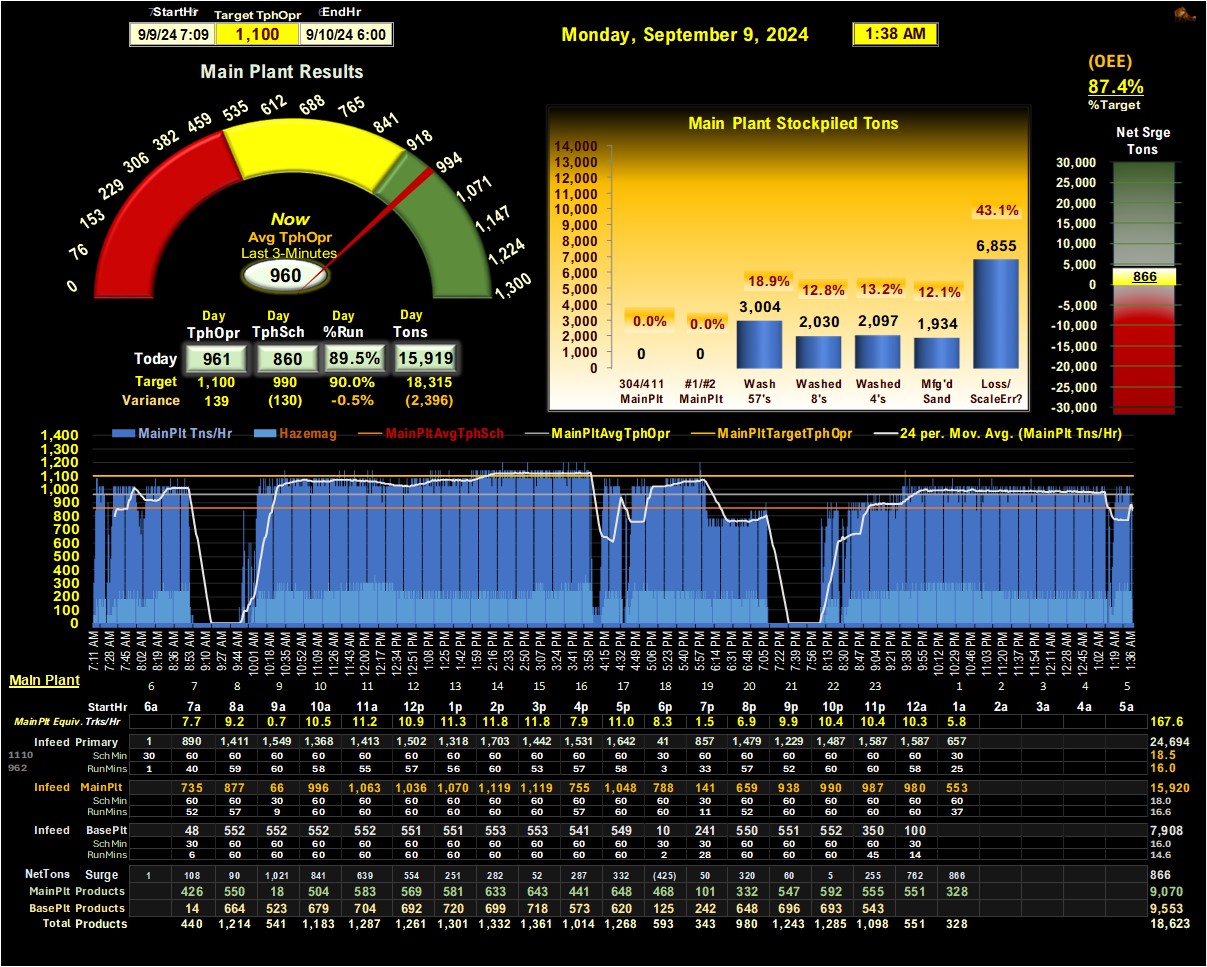 StartHr Target TphOpr EndHr
9/9/24 7:09 1,100 9/10/24 6:00
Monday, September 9, 2024 1:38 AM
(OEE)
87.4%
%Target
Main Plant Results
0 76 153 229 306 382 459 535 612 688 765 841 918 994 1,071 1,147 1,224 1,300
Now
Avg TphOpr
Last 3-Minutes
960
Day Day Day Day
TphOpr TphSch %Run Tons
Today 961 860 89.5% 15,919
Target 1,100 990 90.0% 18,315
Variance 139 (130) -0.5% (2,396)
Main Plant Stockpiled Tons
14,000
13,000
12,000
11,000
10,000
9,000
8,000
7,000
6,000
5,000
4,000
3,000
2,000
1,000
0
0.0% 0.0% 18.9% 12.8% 13.2% 12.1% 43.1%
0 0 3,004 2,030 2,097 1,934 6,855
304/411 #1/#2 Wash Washed Washed Mfg'd Loss/
MainPlt MainPlt 57's 8's 4's Sand ScaleErr?
Net Srge
Tons
30,000
25,000
20,000
15,000
10,000
5,000
0
-5,000
-10,000
-15,000
-20,000
-25,000
-30,000
866
MainPlt Tns/Hr Hazemag MainPltAvgTphSch MainPltAvgTphOpr MainPltTargetTphOpr 24 per. Mov. Avg. (MainPlt Tns/Hr)
1,400
1,300
1,200
1,100
1,000
900
800
700
600
500
400
300
200
100
0
7:11 AM 7:28 AM 7:45 AM 8:02 AM 8:19 AM 8:36 AM 8:53 AM 9:10 AM 9:27 AM 9:44 AM 10:01 AM 10:18 AM 10:35 AM 10:52 AM 11:09 AM 11:26 AM 11:43 AM 12:00 PM 12:17 PM 12:34 PM 12:51 PM 1:08 PM 1:25 PM 1:42 PM 1:59 PM 2:16 PM 2:33 PM 2:50 PM 3:07 PM 3:24 PM 3:41 PM 3:58 PM 4:15 PM 4:32 PM 4:49 PM 5:06 PM 5:23 PM 5:40 PM 5:57 PM 6:14 PM 6:31 PM 6:48 PM 7:05 PM 7:22 PM 7:39 PM 7:56 PM 8:13 PM 8:30 PM 8:47 PM 9:04 PM 9:21 PM 9:38 PM 9:55 PM 10:12 PM 10:29 PM 10:46 PM 11:03 PM 11:20 PM 11:37 PM 11:54 PM 12:11 AM 12:28 AM 12:45 AM 1:02 AM 1:19 AM 1:36 AM
Main Plant
6 7 8 9 10 11 12 13 14 15 16 17 18 19 20 21 22 23 1 2 3 4 5
StartHr 6a 7a 8a 9a 10a 11a 12p 1p 2p 3p 4p 5p 6p 7p 8p 9p 10p 11p 12a 1a 2a 3a 4a 5a
MainPlt Equiv. Trks/Hr 7.7 9.2 0.7 10.5 11.2 10.9 11.3 11.8 11.8 7.9 11.0 8.3 1.5 6.9 9.9 10.4 10.4 10.3 5.8 167.6
Infeed Primary 1 890 1,411 1,549 1,368 1,413 1,502 1,318 1,703 1,442 1,531 1,642 41 857 1,479 1,229 1,487 1,587 1,587 657 24,694
1110 Sch Min 30 60 60 60 60 60 60 60 60 60 60 60 30 60 60 60 60 60 60 30 18.5
962 RunMins 1 40 59 60 58 55 57 56 60 53 57 58 3 33 57 52 60 60 58 25 16.0
Infeed MainPlt 735 877 66 996 1,063 1,036 1,070 1,119 1,119 755 1,048 788 141 659 938 990 987 980 553 15,920
Sch Min 60 60 30 60 60 60 60 60 60 60 60 60 30 60 60 60 60 60 60 18.0
RunMins 52 57 9 60 60 60 60 60 60 57 60 60 11 52 60 60 60 60 37 16.6
Infeed BasePlt 48 552 552 552 552 551 551 553 553 541 549 10 241 550 551 552 350 100 7,908
Sch Min 30 60 60 60 60 60 60 60 60 60 60 30 30 60 60 60 60 30 16.0
RunMins 6 60 60 60 60 60 60 60 60 60 60 2 28 60 60 60 45 14 14.6
NetTons Surge 1 108 90 1,021 841 639 554 251 282 52 287 332 (425) 50 320 60 5 255 762 866 866
MainPlt Products 426 550 18 504 583 569 581 633 643 441 648 468 101 332 547 592 555 551 328 9,070
BasePlt Products 14 664 523 679 704 692 720 699 718 573 620 125 242 648 696 693 543 9,553
Total Products 440 1,214 541 1,183 1,287 1,261 1,301 1,332 1,361 1,014 1,268 593 343 980 1,243 1,285 1,098 551 328 18,623